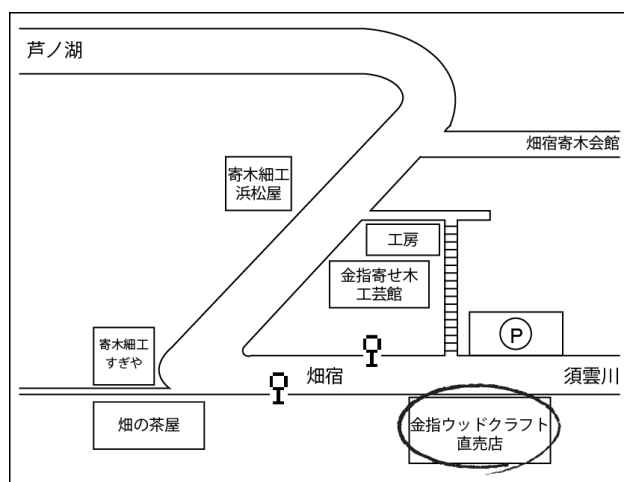 芦ノ湖
畑宿寄木会館
寄木細工
浜松屋
工房
金指寄せ木
工芸館
P
寄木細工
すぎや
畑宿
須雲川
畑の茶屋
金指ウッドクラフト
直売店